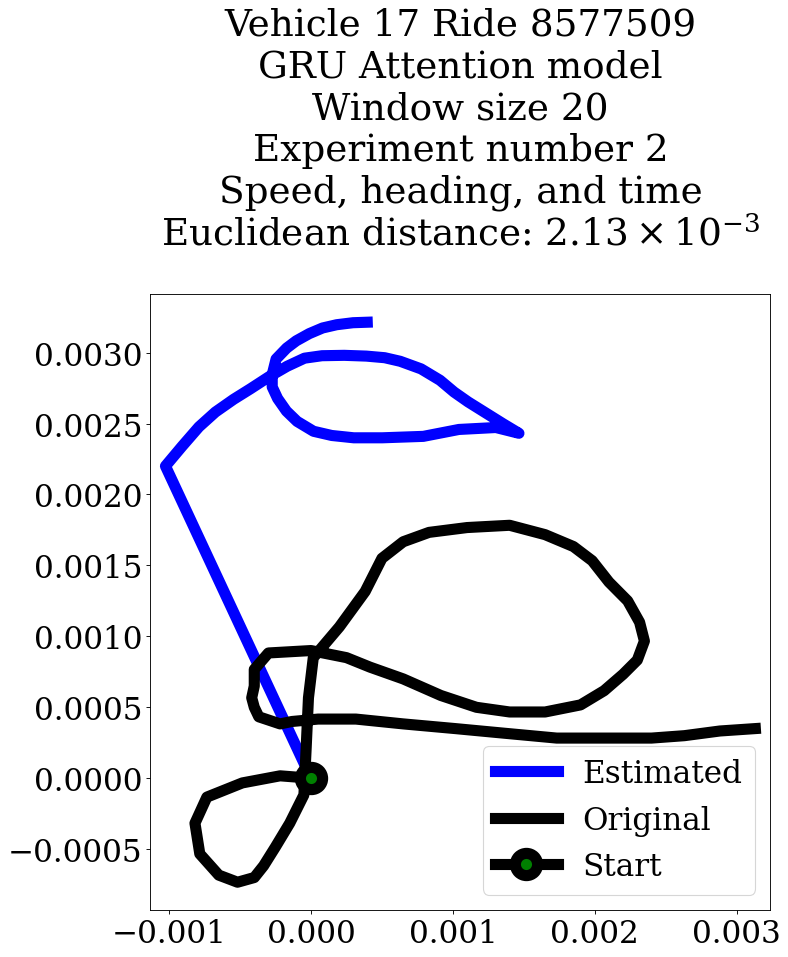 Vehicle 17 Ride 8577509
GRU Attention model
Window size 20
Experiment number 2
Speed, heading, and time
Euclidean distance: 2.13 × 10⁻³
0.0030
0.0025
0.0020
0.0015
0.0010
0.0005
0.0000
−0.0005
Estimated
Original
Start
−0.001 0.000 0.001 0.002 0.003